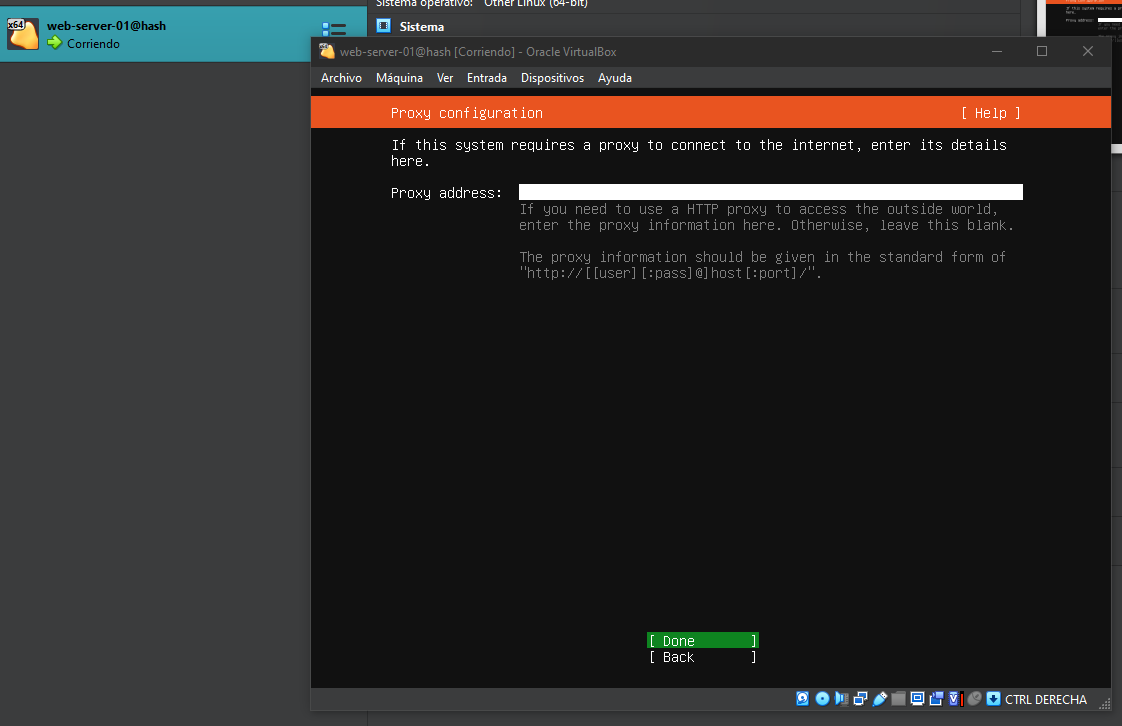 Sistema operativo: Other Linux (64-bit)
x64
web-server-01@hash
Corriendo
Sistema
web-server-01@hash [Corriendo] - Oracle VirtualBox
Archivo Máquina Ver Entrada Dispositivos Ayuda
Proxy configuration [ Help ]
If this system requires a proxy to connect to the internet, enter its details
here.
Proxy address:
If you need to use a HTTP proxy to access the outside world,
enter the proxy information here. Otherwise, leave this blank.
The proxy information should be given in the standard form of
"http://[[user][:pass]@]host[:port]/".
[ Done ]
[ Back ]
CTRL DERECHA